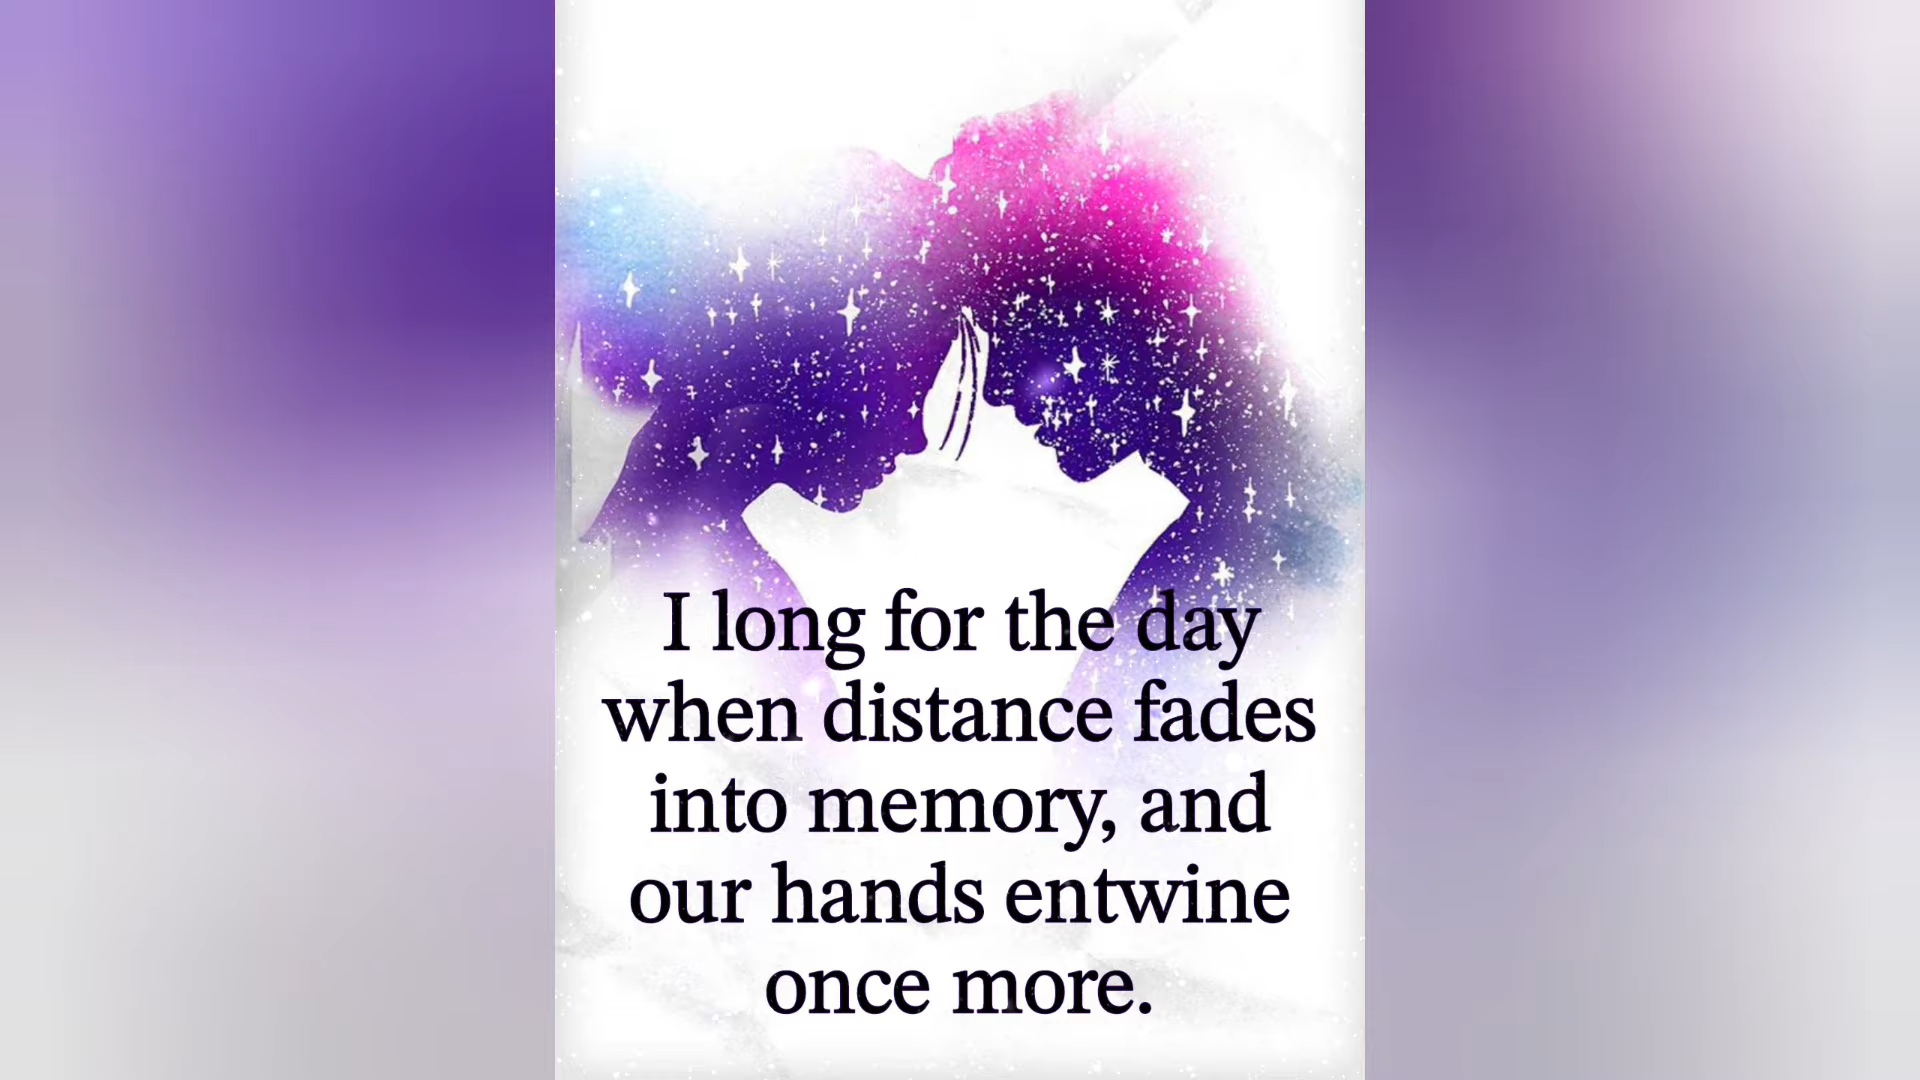 I long for the day
when distance fades
into memory, and
our hands entwine
once more.